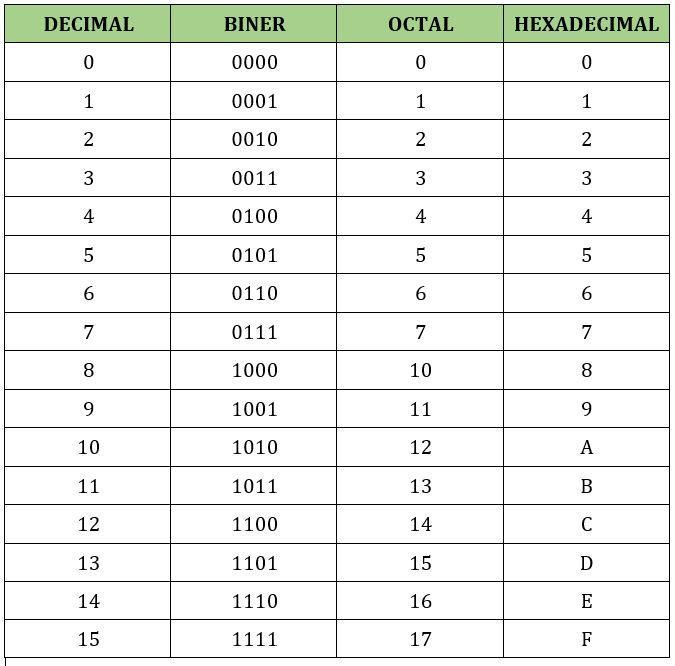 DECIMAL BINER OCTAL HEXADECIMAL
0 0000 0 0
1 0001 1 1
2 0010 2 2
3 0011 3 3
4 0100 4 4
5 0101 5 5
6 0110 6 6
7 0111 7 7
8 1000 10 8
9 1001 11 9
10 1010 12 A
11 1011 13 B
12 1100 14 C
13 1101 15 D
14 1110 16 E
15 1111 17 F